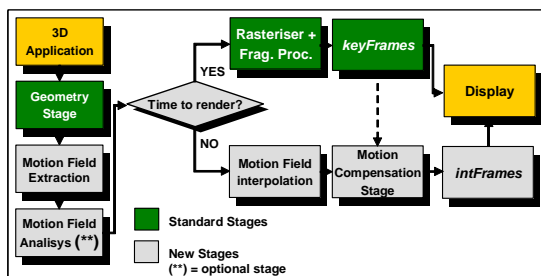 3D
Application
Geometry
Stage
Motion Field
Extraction
Motion Field
Analisys (**)
Time to render?
YES
NO
Rasteriser +
Frag. Proc.
keyFrames
Display
Motion Field
interpolation
Motion
Compensation
Stage
intFrames
Standard Stages
New Stages
(**) = optional stage